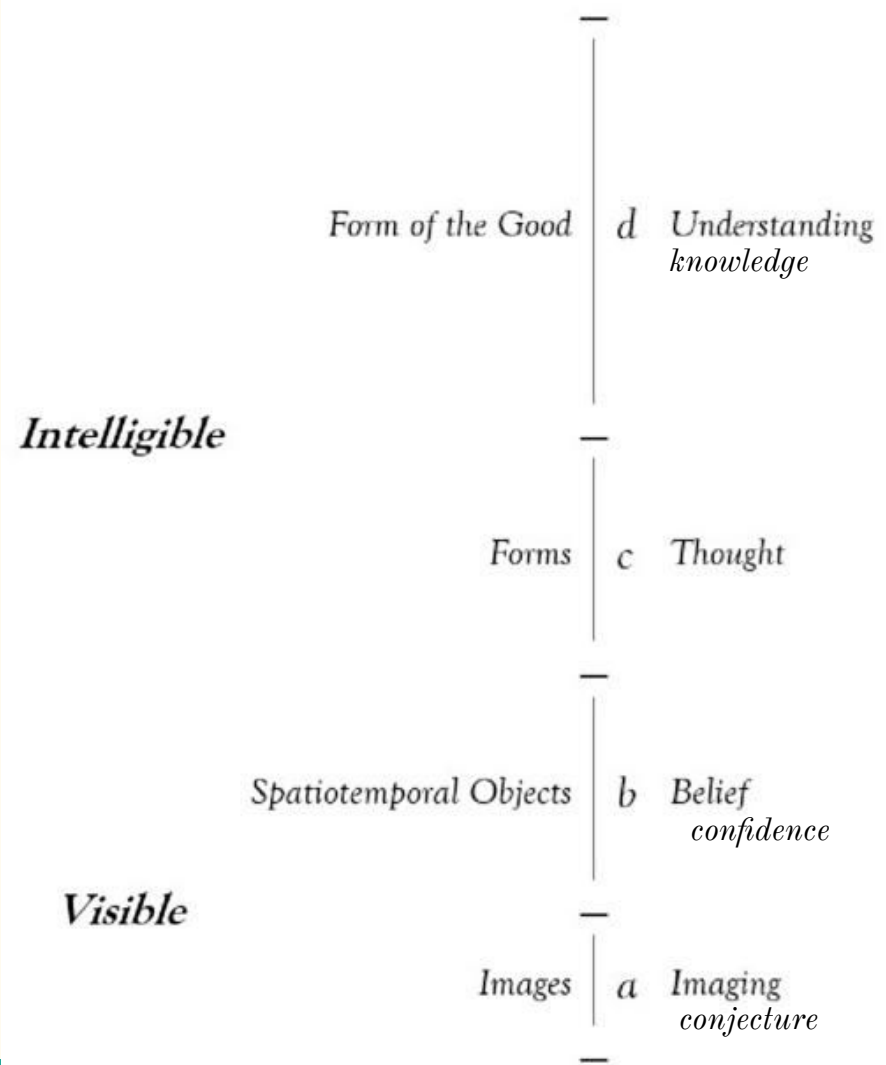 Form of the Good d Understanding
knowledge
Intelligible
Forms c Thought
Spatiotemporal Objects b Belief
confidence
Visible
Images a Imaging
conjecture